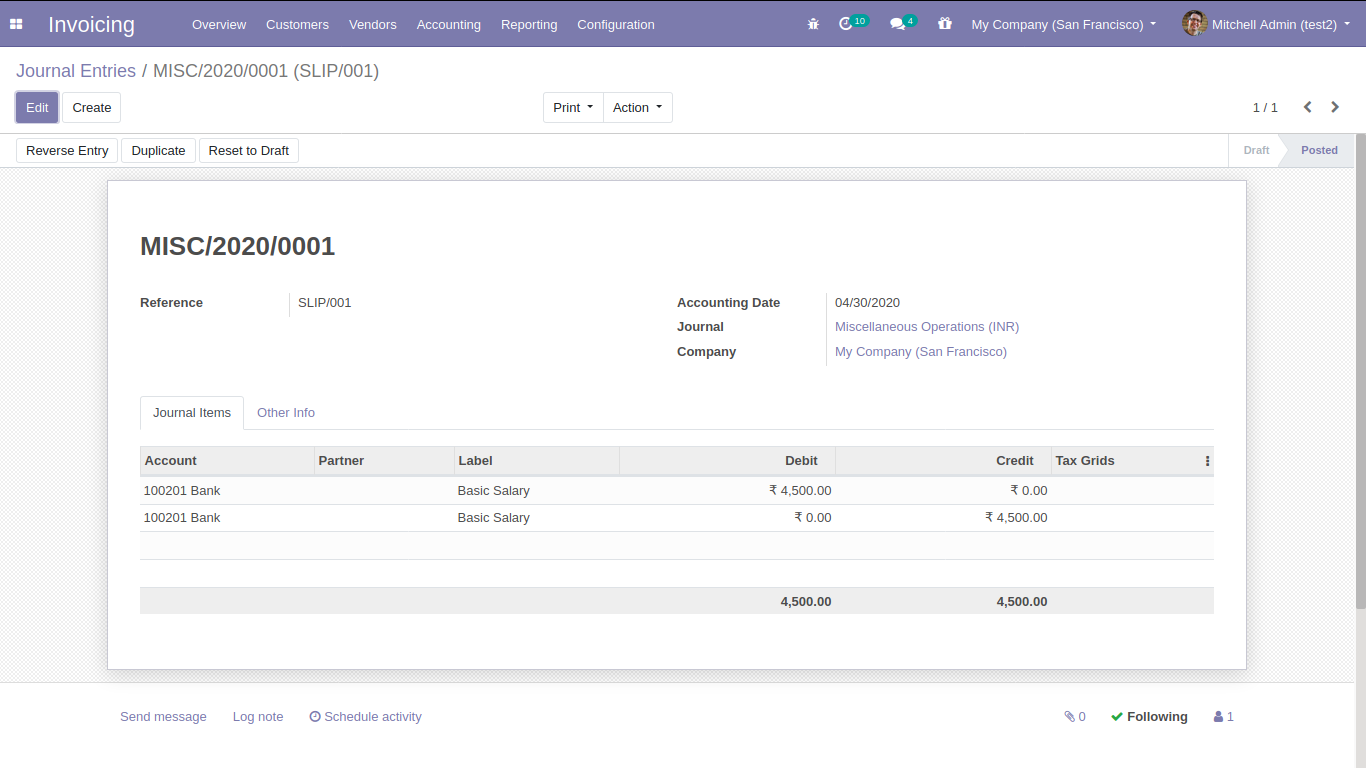 Invoicing Overview Customers Vendors Accounting Reporting Configuration 10 4 My Company (San Francisco) Mitchell Admin (test2)
Journal Entries / MISC/2020/0001 (SLIP/001)
Edit Create Print Action 1 / 1
Reverse Entry Duplicate Reset to Draft Draft Posted
MISC/2020/0001
Reference SLIP/001 Accounting Date 04/30/2020
Journal Miscellaneous Operations (INR)
Company My Company (San Francisco)
Journal Items Other Info
Account Partner Label Debit Credit Tax Grids
100201 Bank Basic Salary ₹ 4,500.00 ₹ 0.00
100201 Bank Basic Salary ₹ 0.00 ₹ 4,500.00
4,500.00 4,500.00
Send message Log note Schedule activity 0 Following 1